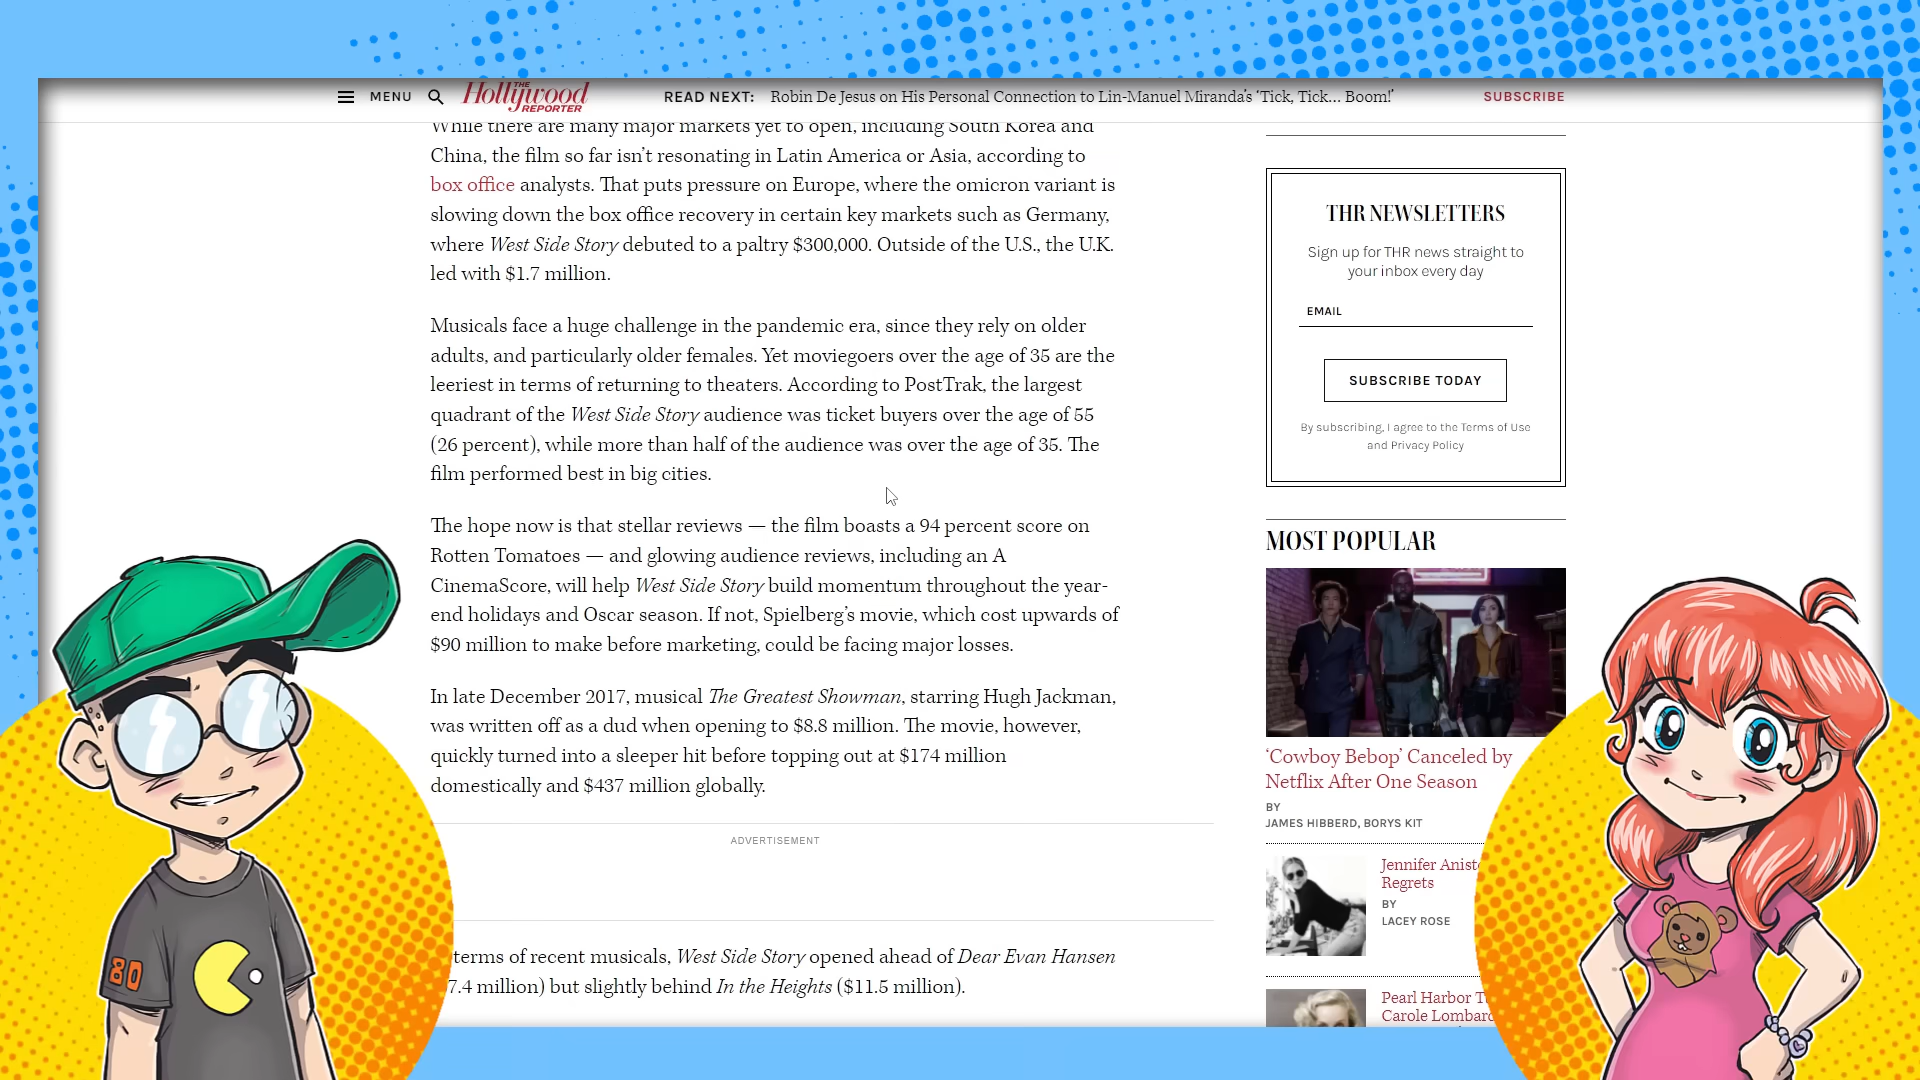 MENU
THE
Hollywood
REPORTER
READ NEXT: Robin De Jesus on His Personal Connection to Lin-Manuel Miranda's 'Tick, Tick... Boom!'
SUBSCRIBE
While there are many major markets yet to open, including South Korea and
China, the film so far isn't resonating in Latin America or Asia, according to
box office analysts. That puts pressure on Europe, where the omicron variant is
slowing down the box office recovery in certain key markets such as Germany,
where West Side Story debuted to a paltry $300,000. Outside of the U.S., the U.K.
led with $1.7 million.
Musicals face a huge challenge in the pandemic era, since they rely on older
adults, and particularly older females. Yet moviegoers over the age of 35 are the
leeriest in terms of returning to theaters. According to PostTrak, the largest
quadrant of the West Side Story audience was ticket buyers over the age of 55
(26 percent), while more than half of the audience was over the age of 35. The
film performed best in big cities.
The hope now is that stellar reviews — the film boasts a 94 percent score on
Rotten Tomatoes — and glowing audience reviews, including an A
CinemaScore, will help West Side Story build momentum throughout the year-
end holidays and Oscar season. If not, Spielberg's movie, which cost upwards of
$90 million to make before marketing, could be facing major losses.
In late December 2017, musical The Greatest Showman, starring Hugh Jackman,
was written off as a dud when opening to $8.8 million. The movie, however,
quickly turned into a sleeper hit before topping out at $174 million
domestically and $437 million globally.
ADVERTISEMENT
terms of recent musicals, West Side Story opened ahead of Dear Evan Hansen
7.4 million) but slightly behind In the Heights ($11.5 million).
THR NEWSLETTERS
Sign up for THR news straight to
your inbox every day
EMAIL
SUBSCRIBE TODAY
By subscribing, I agree to the Terms of Use
and Privacy Policy
MOST POPULAR
'Cowboy Bebop' Canceled by
Netflix After One Season
BY
JAMES HIBBERD, BORYS KIT
Jennifer Anist
Regrets
BY
LACEY ROSE
Pearl Harbor T
Carole Lombar
80